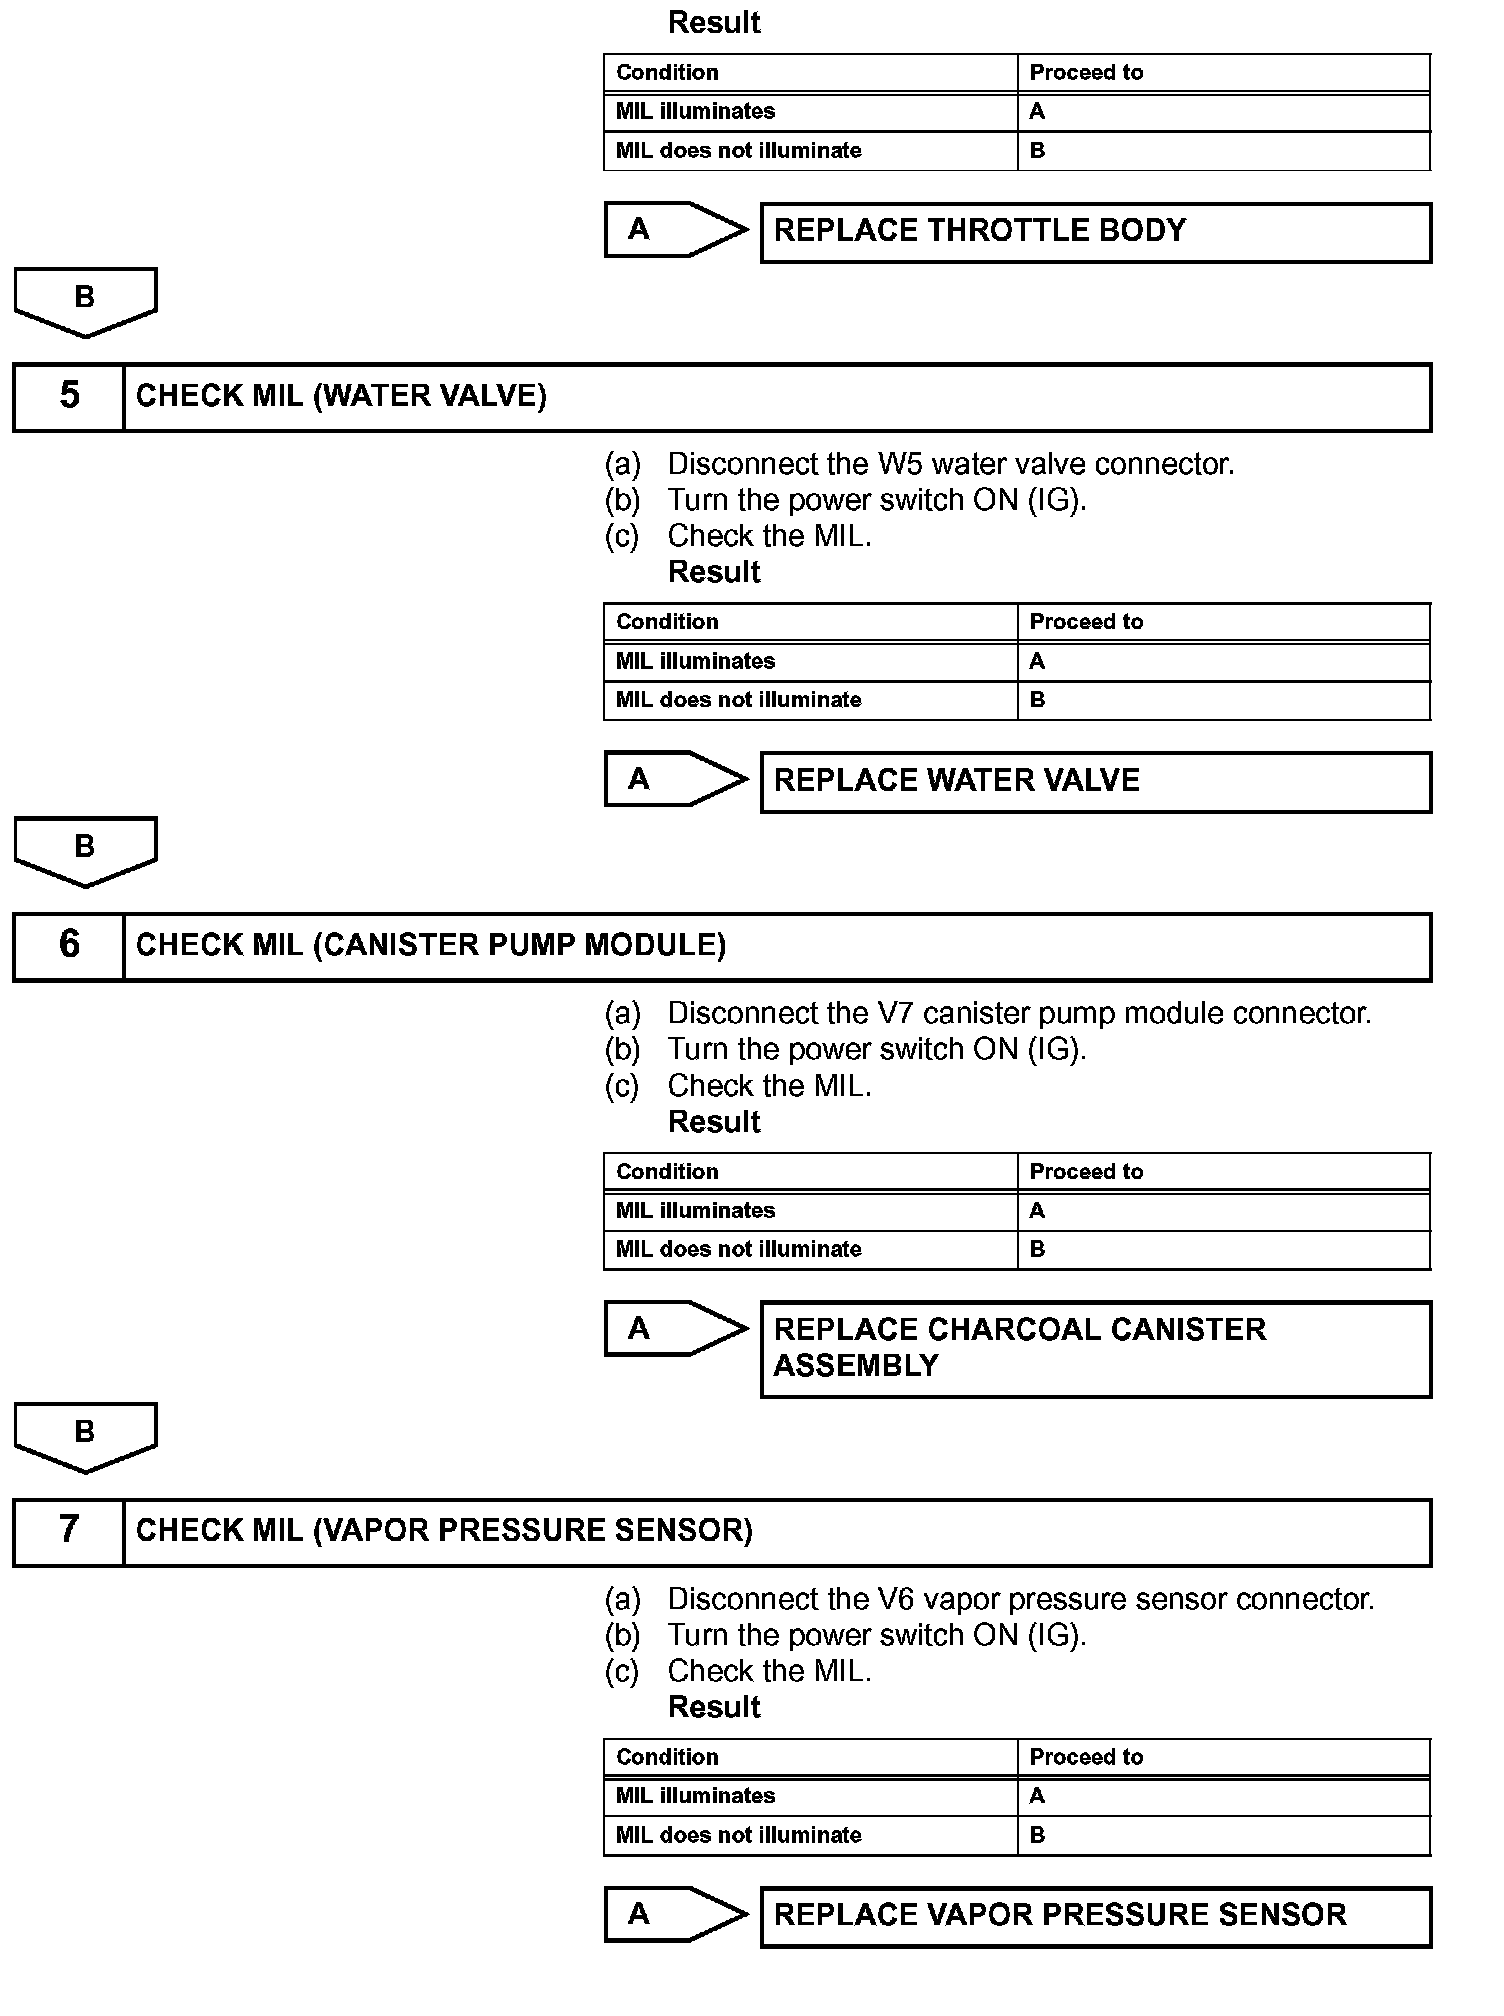 Result
Condition Proceed to
MIL illuminates A
MIL does not illuminate B
A REPLACE THROTTLE BODY
B
5 CHECK MIL (WATER VALVE)
(a) Disconnect the W5 water valve connector.
(b) Turn the power switch ON (IG).
(c) Check the MIL.
Result
Condition Proceed to
MIL illuminates A
MIL does not illuminate B
A REPLACE WATER VALVE
B
6 CHECK MIL (CANISTER PUMP MODULE)
(a) Disconnect the V7 canister pump module connector.
(b) Turn the power switch ON (IG).
(c) Check the MIL.
Result
Condition Proceed to
MIL illuminates A
MIL does not illuminate B
A REPLACE CHARCOAL CANISTER
ASSEMBLY
B
7 CHECK MIL (VAPOR PRESSURE SENSOR)
(a) Disconnect the V6 vapor pressure sensor connector.
(b) Turn the power switch ON (IG).
(c) Check the MIL.
Result
Condition Proceed to
MIL illuminates A
MIL does not illuminate B
A REPLACE VAPOR PRESSURE SENSOR